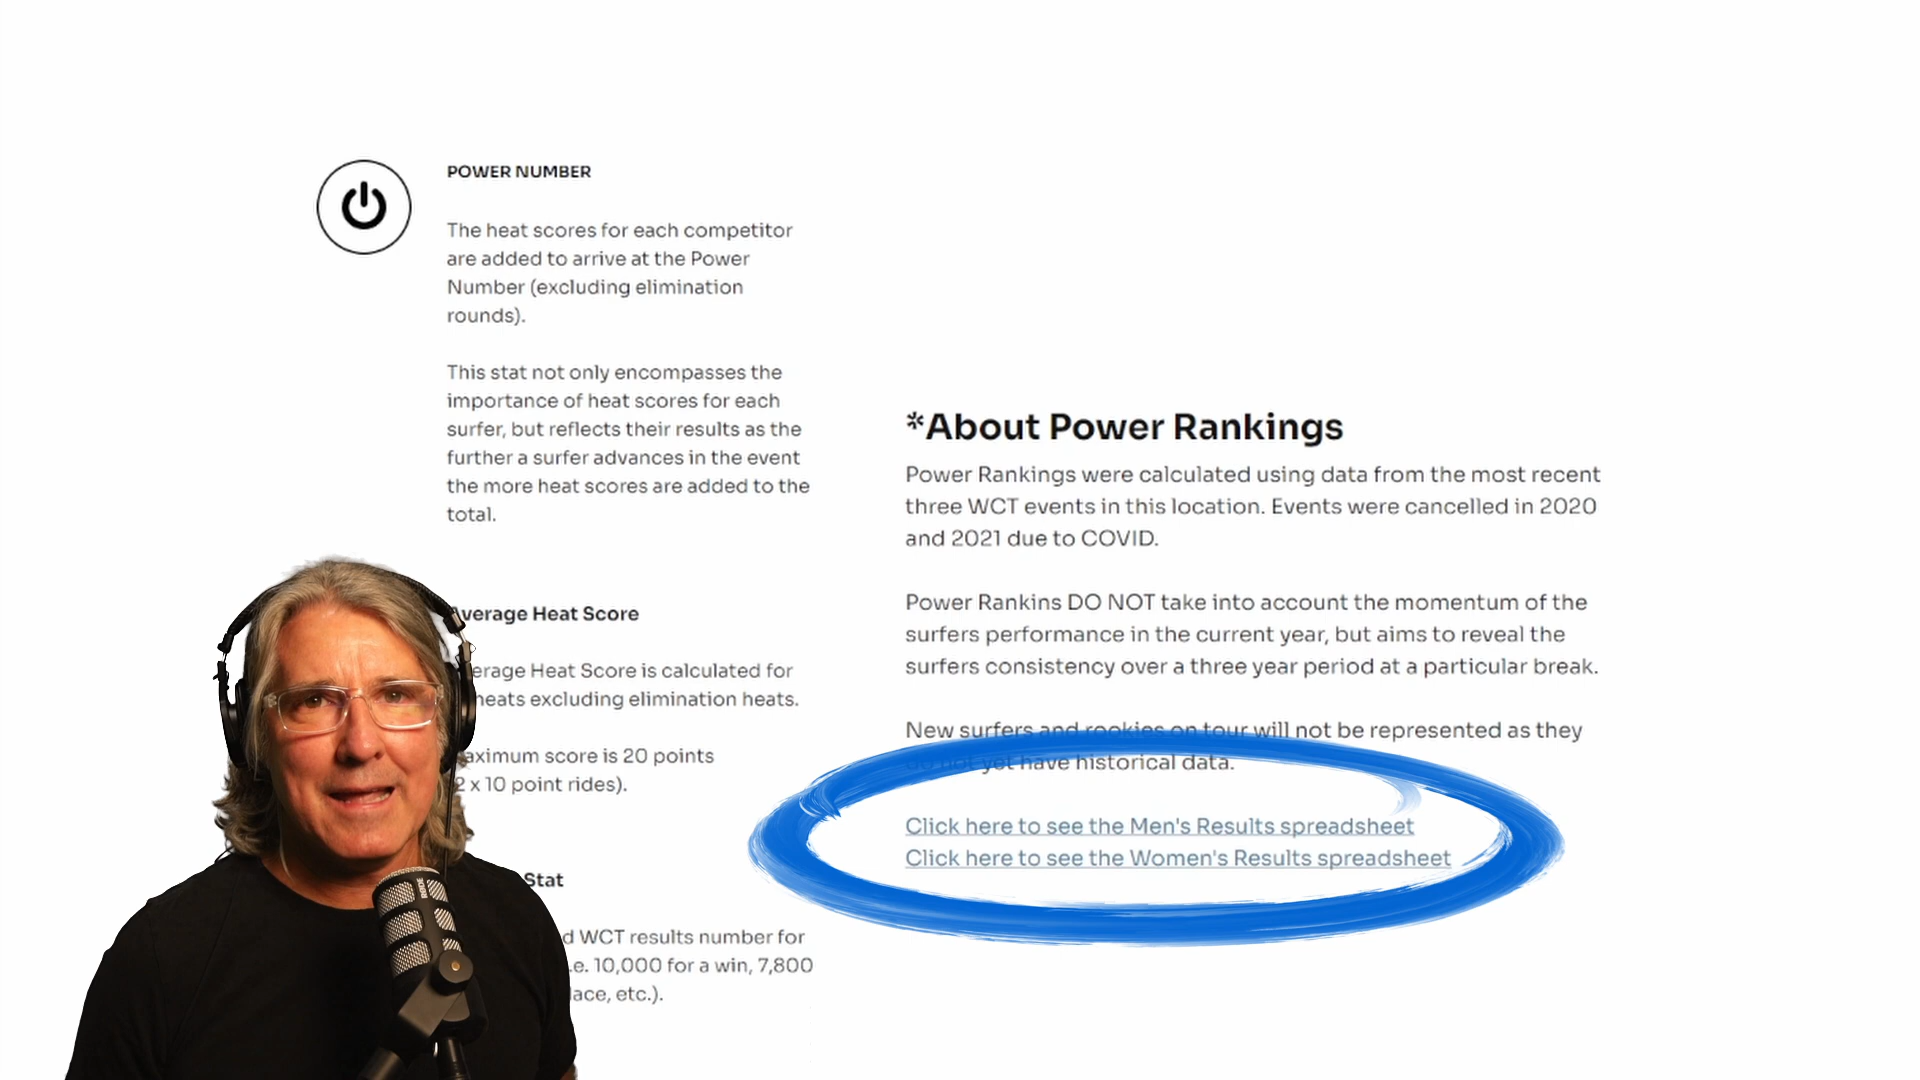 POWER NUMBER
The heat scores for each competitor
are added to arrive at the Power
Number (excluding elimination
rounds).
This stat not only encompasses the
importance of heat scores for each
surfer, but reflects their results as the
further a surfer advances in the event
the more heat scores are added to the
total.
Average Heat Score
erage Heat Score is calculated for
heats excluding elimination heats.
aximum score is 20 points
2 x 10 point rides).
Stat
d WCT results number for
.e. 10,000 for a win, 7,800
lace, etc.).
*About Power Rankings
Power Rankings were calculated using data from the most recent
three WCT events in this location. Events were cancelled in 2020
and 2021 due to COVID.
Power Rankins DO NOT take into account the momentum of the
surfers performance in the current year, but aims to reveal the
surfers consistency over a three year period at a particular break.
New surfers and rookies on tour will not be represented as they
do not yet have historical data.
Click here to see the Men's Results spreadsheet
Click here to see the Women's Results spreadsheet
RODE